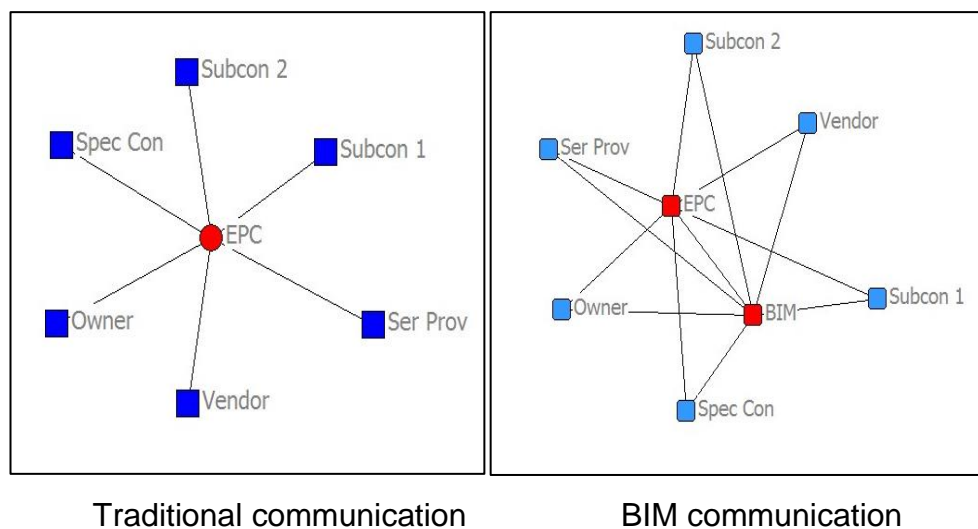 Subcon 2
Spec Con
Subcon 1
EPC
Owner
Ser Prov
Vendor
Subcon 2
Vendor
Ser Prov
EPC
Subcon 1
Owner
BIM
Spec Con
Traditional communication
BIM communication